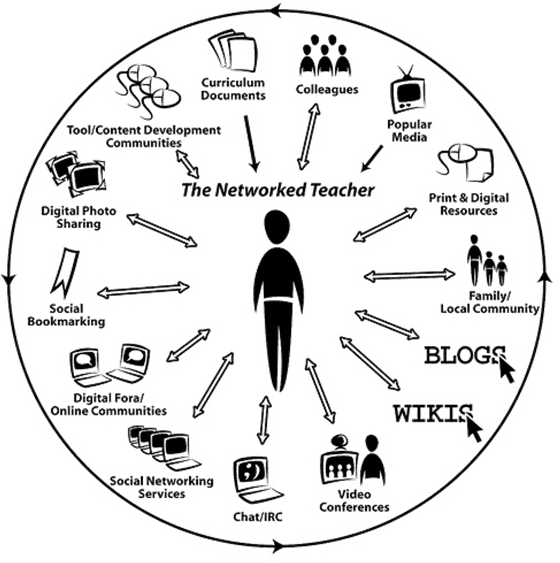 Curriculum
Documents
Colleagues
Popular
Media
Tool/Content Development
Communities
The Networked Teacher
Print & Digital
Resources
Digital Photo
Sharing
Family/
Local Community
Social
Bookmarking
BLOGS
Digital Fora/
Online Communities
WIKIS
Social Networking
Services
Chat/IRC
;)
Video
Conferences